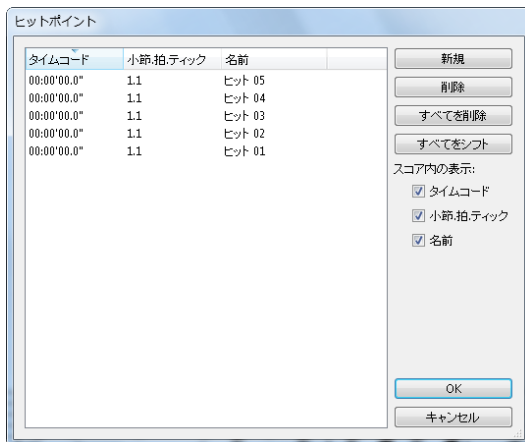 ヒットポイント
タイムコード 小節.拍.ティック 名前
00:00'00.0" 1.1 ヒット 05
00:00'00.0" 1.1 ヒット 04
00:00'00.0" 1.1 ヒット 03
00:00'00.0" 1.1 ヒット 02
00:00'00.0" 1.1 ヒット 01
新規
削除
すべてを削除
すべてをシフト
スコア内の表示:
タイムコード
小節.拍.ティック
名前
OK
キャンセル